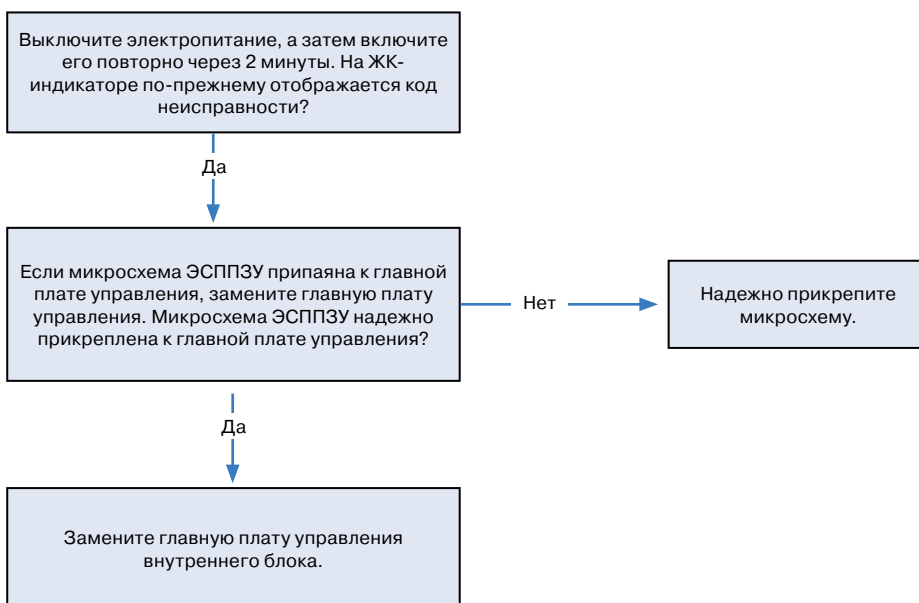 Выключите электропитание, а затем включите
его повторно через 2 минуты. На ЖК-
индикаторе по-прежнему отображается код
неисправности?
Да
Если микросхема ЭСППЗУ припаяна к главной
плате управления, замените главную плату
управления. Микросхема ЭСППЗУ надежно
прикреплена к главной плате управления?
Нет
Надежно прикрепите
микросхему.
Да
Замените главную плату управления
внутреннего блока.